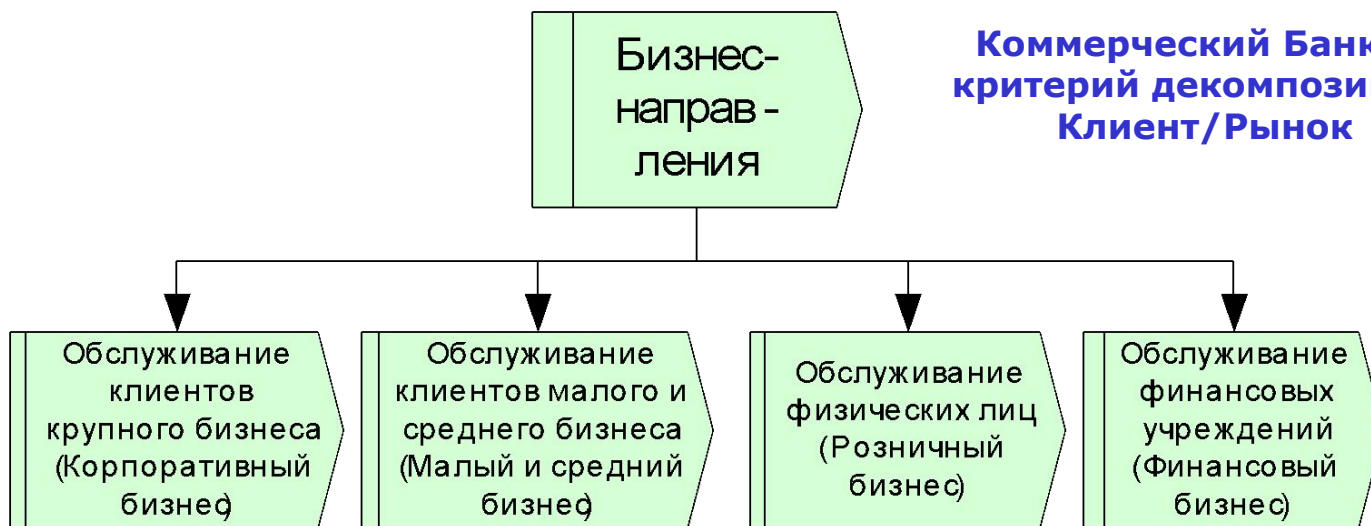 Бизнес-
направ -
ления
Коммерческий Банк
критерий декомпози
Клиент/Рынок
Обслуживание
клиентов
крупного бизнеса
(Корпоративный
бизнес)
Обслуживание
клиентов малого и
среднего бизнеса
(Малый и средний
бизнес)
Обслуживание
физических лиц
(Розничный
бизнес)
Обслуживание
финансовых
учреждений
(Финансовый
бизнес)